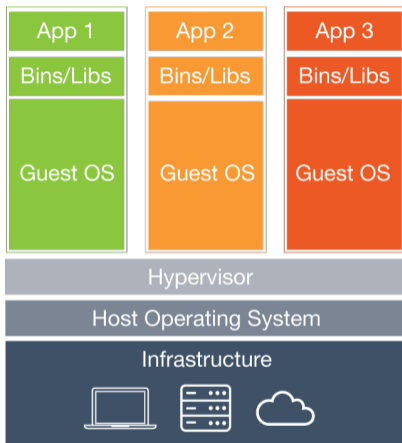 App 1
App 2
App 3
Bins/Libs
Bins/Libs
Bins/Libs
Guest OS
Guest OS
Guest OS
Hypervisor
Host Operating System
Infrastructure